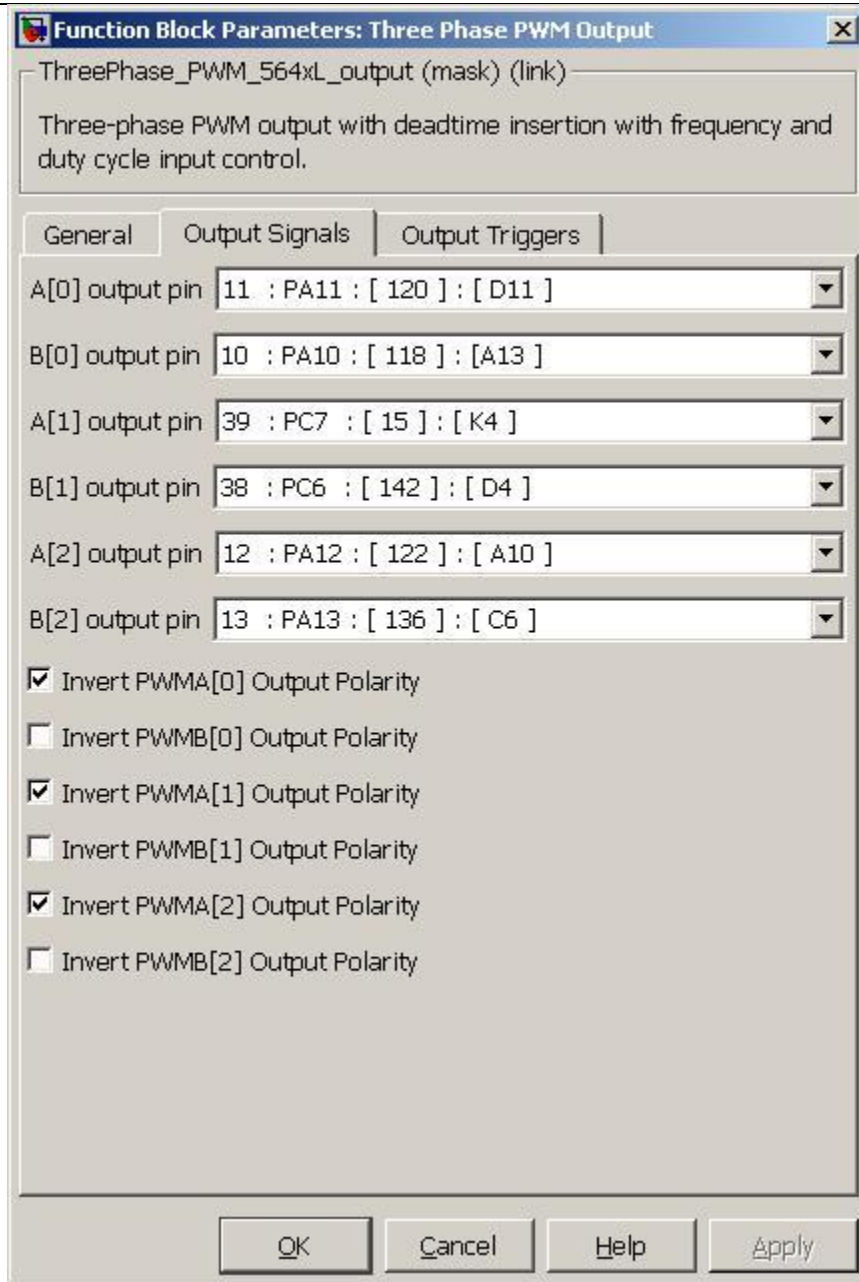 Function Block Parameters: Three Phase PWM Output
ThreePhase_PWM_564xL_output (mask) (link)
Three-phase PWM output with deadtime insertion with frequency and
duty cycle input control.
General Output Signals Output Triggers
A[0] output pin 11 : PA11 : [ 120 ] : [ D11 ]
B[0] output pin 10 : PA10 : [ 118 ] : [A13 ]
A[1] output pin 39 : PC7 : [ 15 ] : [ K4 ]
B[1] output pin 38 : PC6 : [ 142 ] : [ D4 ]
A[2] output pin 12 : PA12 : [ 122 ] : [ A10 ]
B[2] output pin 13 : PA13 : [ 136 ] : [ C6 ]
Invert PWMA[0] Output Polarity
Invert PWMB[0] Output Polarity
Invert PWMA[1] Output Polarity
Invert PWMB[1] Output Polarity
Invert PWMA[2] Output Polarity
Invert PWMB[2] Output Polarity
OK Cancel Help Apply